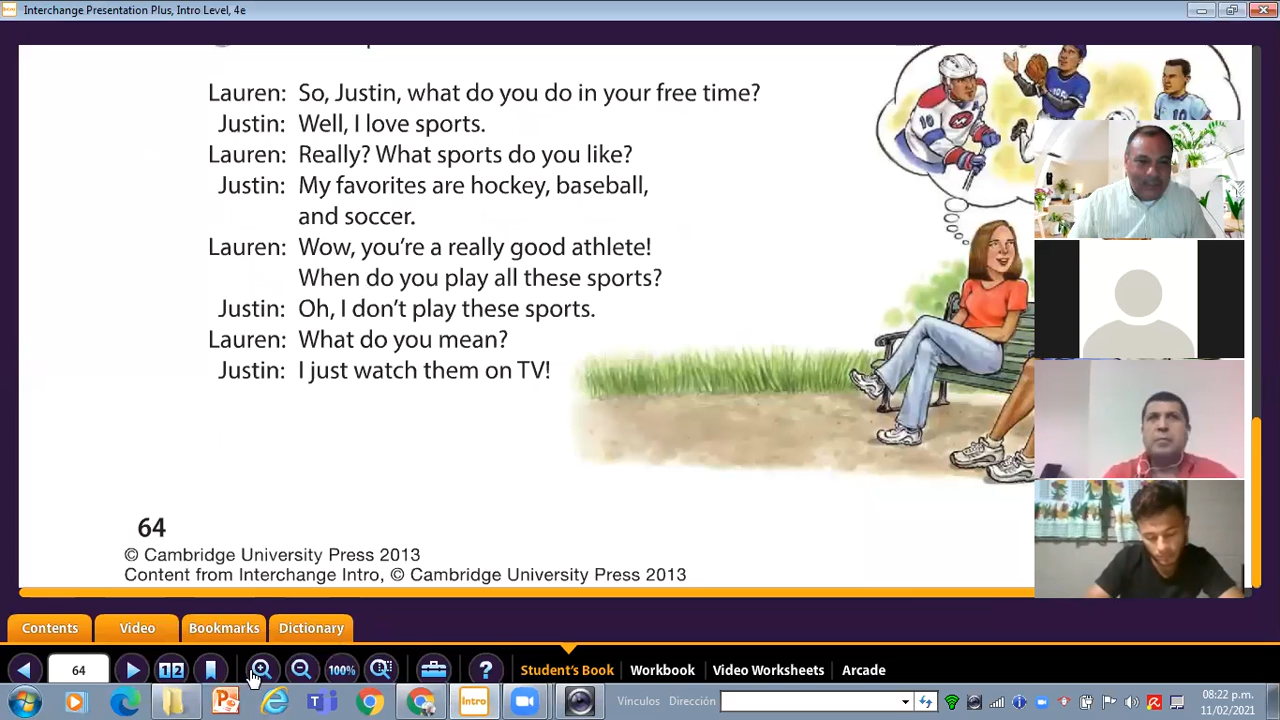 Interchange Presentation Plus, Intro Level, 4e
Lauren: So, Justin, what do you do in your free time?
Justin: Well, I love sports.
Lauren: Really? What sports do you like?
Justin: My favorites are hockey, baseball,
and soccer.
Lauren: Wow, you're a really good athlete!
When do you play all these sports?
Justin: Oh, I don't play these sports.
Lauren: What do you mean?
Justin: I just watch them on TV!
10
10
64
© Cambridge University Press 2013
Content from Interchange Intro, © Cambridge University Press 2013
Contents Video Bookmarks Dictionary
64 12 100% ? Student's Book Workbook Video Worksheets Arcade
Intro Vínculos Dirección 08:22 p.m.
11/02/2021